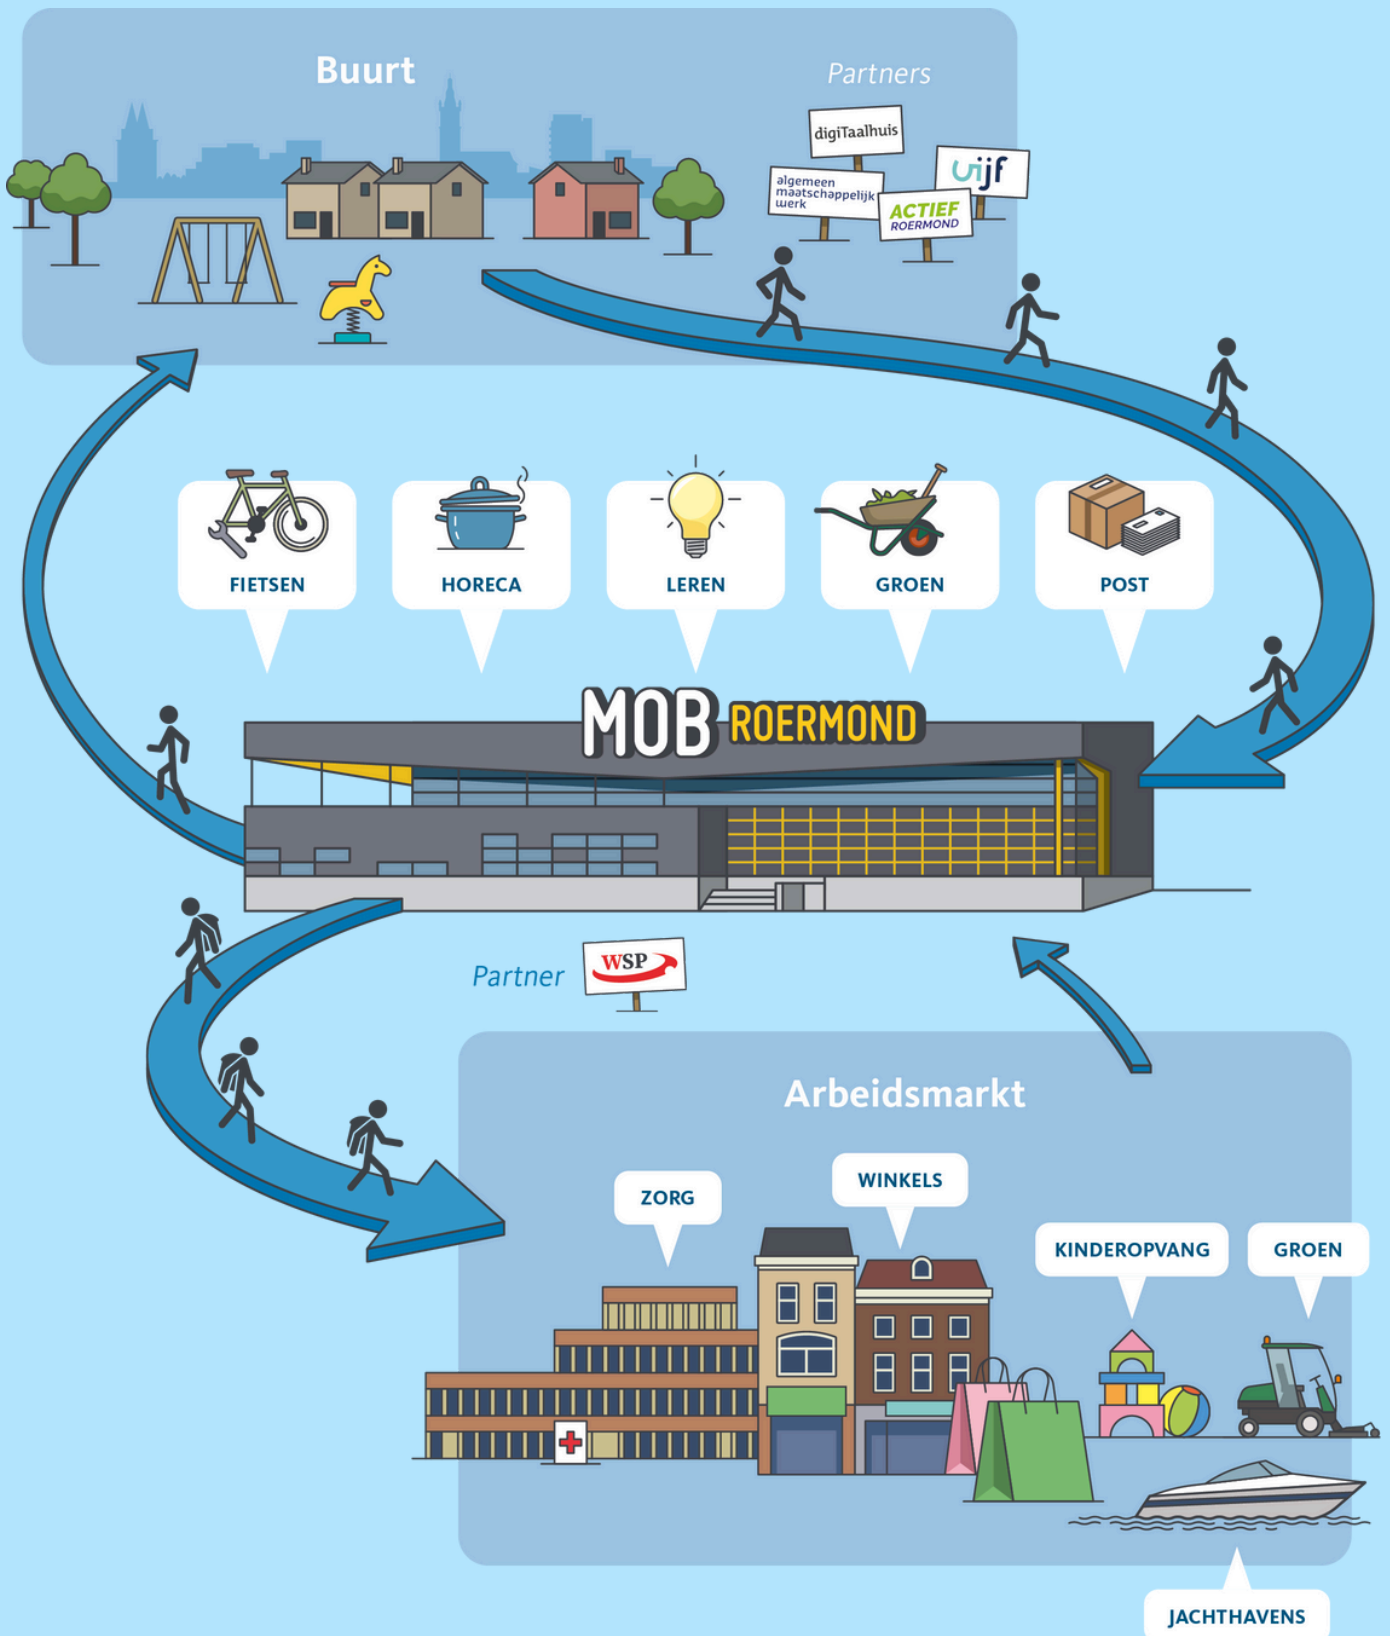 Buurt
Partners
digiTaalhuis
algemeen
maatschappelijk
werk
vijf
ACTIEF
ROERMOND
FIETSEN
HORECA
LEREN
GROEN
POST
MOB ROERMOND
Partner
WSP
Arbeidsmarkt
ZORG
WINKELS
KINDEROPVANG
GROEN
JACHTHAVENS